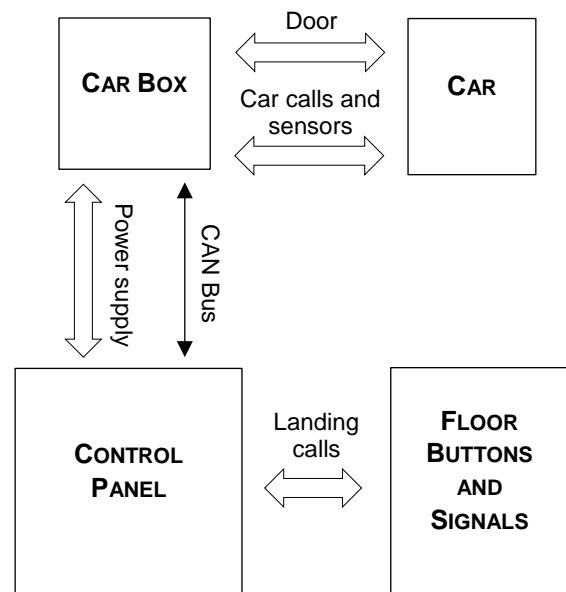 Door
CAR BOX
CAR
Car calls and
sensors
Power supply
CAN Bus
CONTROL
PANEL
Landing
calls
FLOOR
BUTTONS
AND
SIGNALS